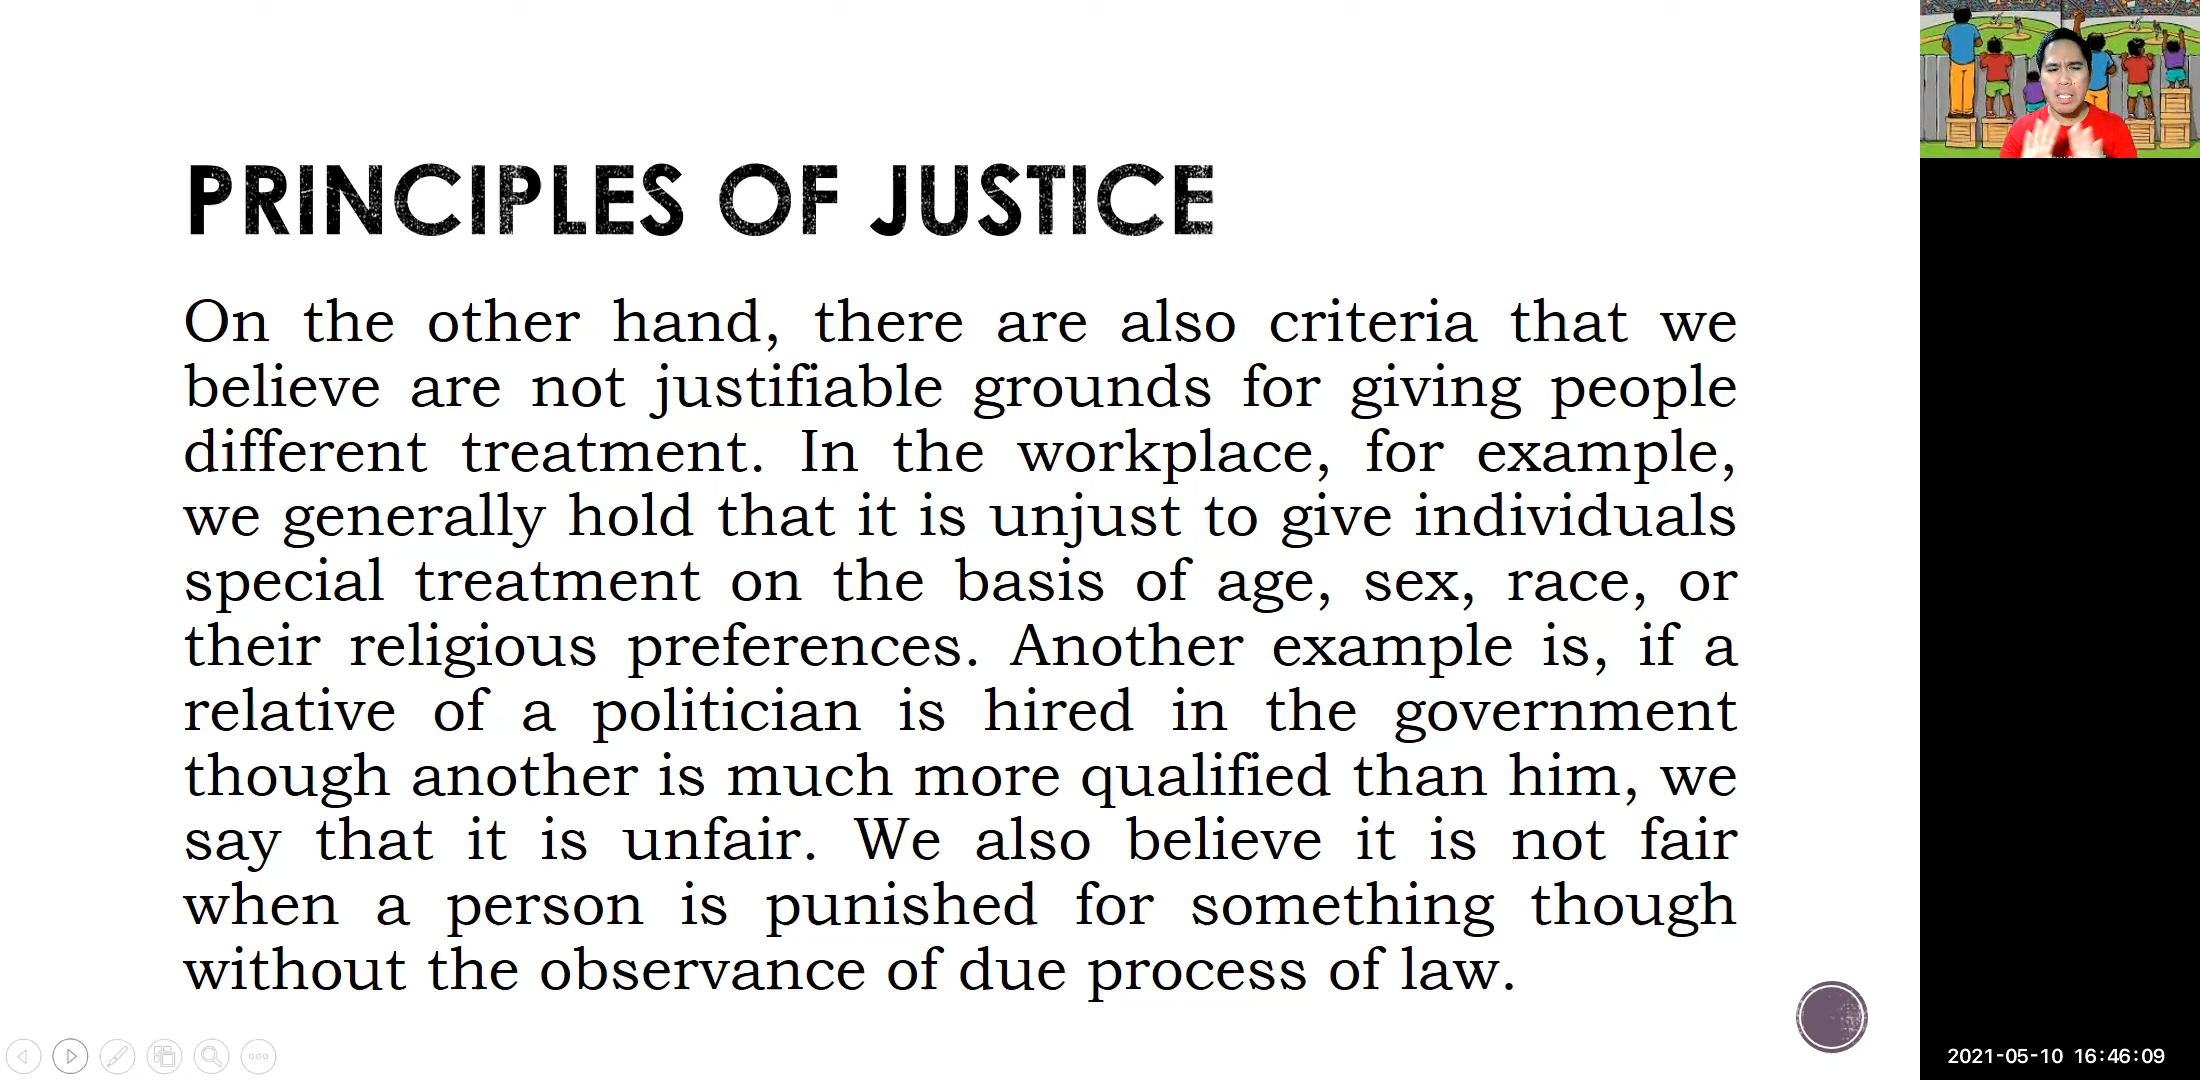 PRINCIPLES OF JUSTICE
On the other hand, there are also criteria that we
believe are not justifiable grounds for giving people
different treatment. In the workplace, for example,
we generally hold that it is unjust to give individuals
special treatment on the basis of age, sex, race, or
their religious preferences. Another example is, if a
relative of a politician is hired in the government
though another is much more qualified than him, we
say that it is unfair. We also believe it is not fair
when a person is punished for something though
without the observance of due process of law.
2021-05-10 16:46:09